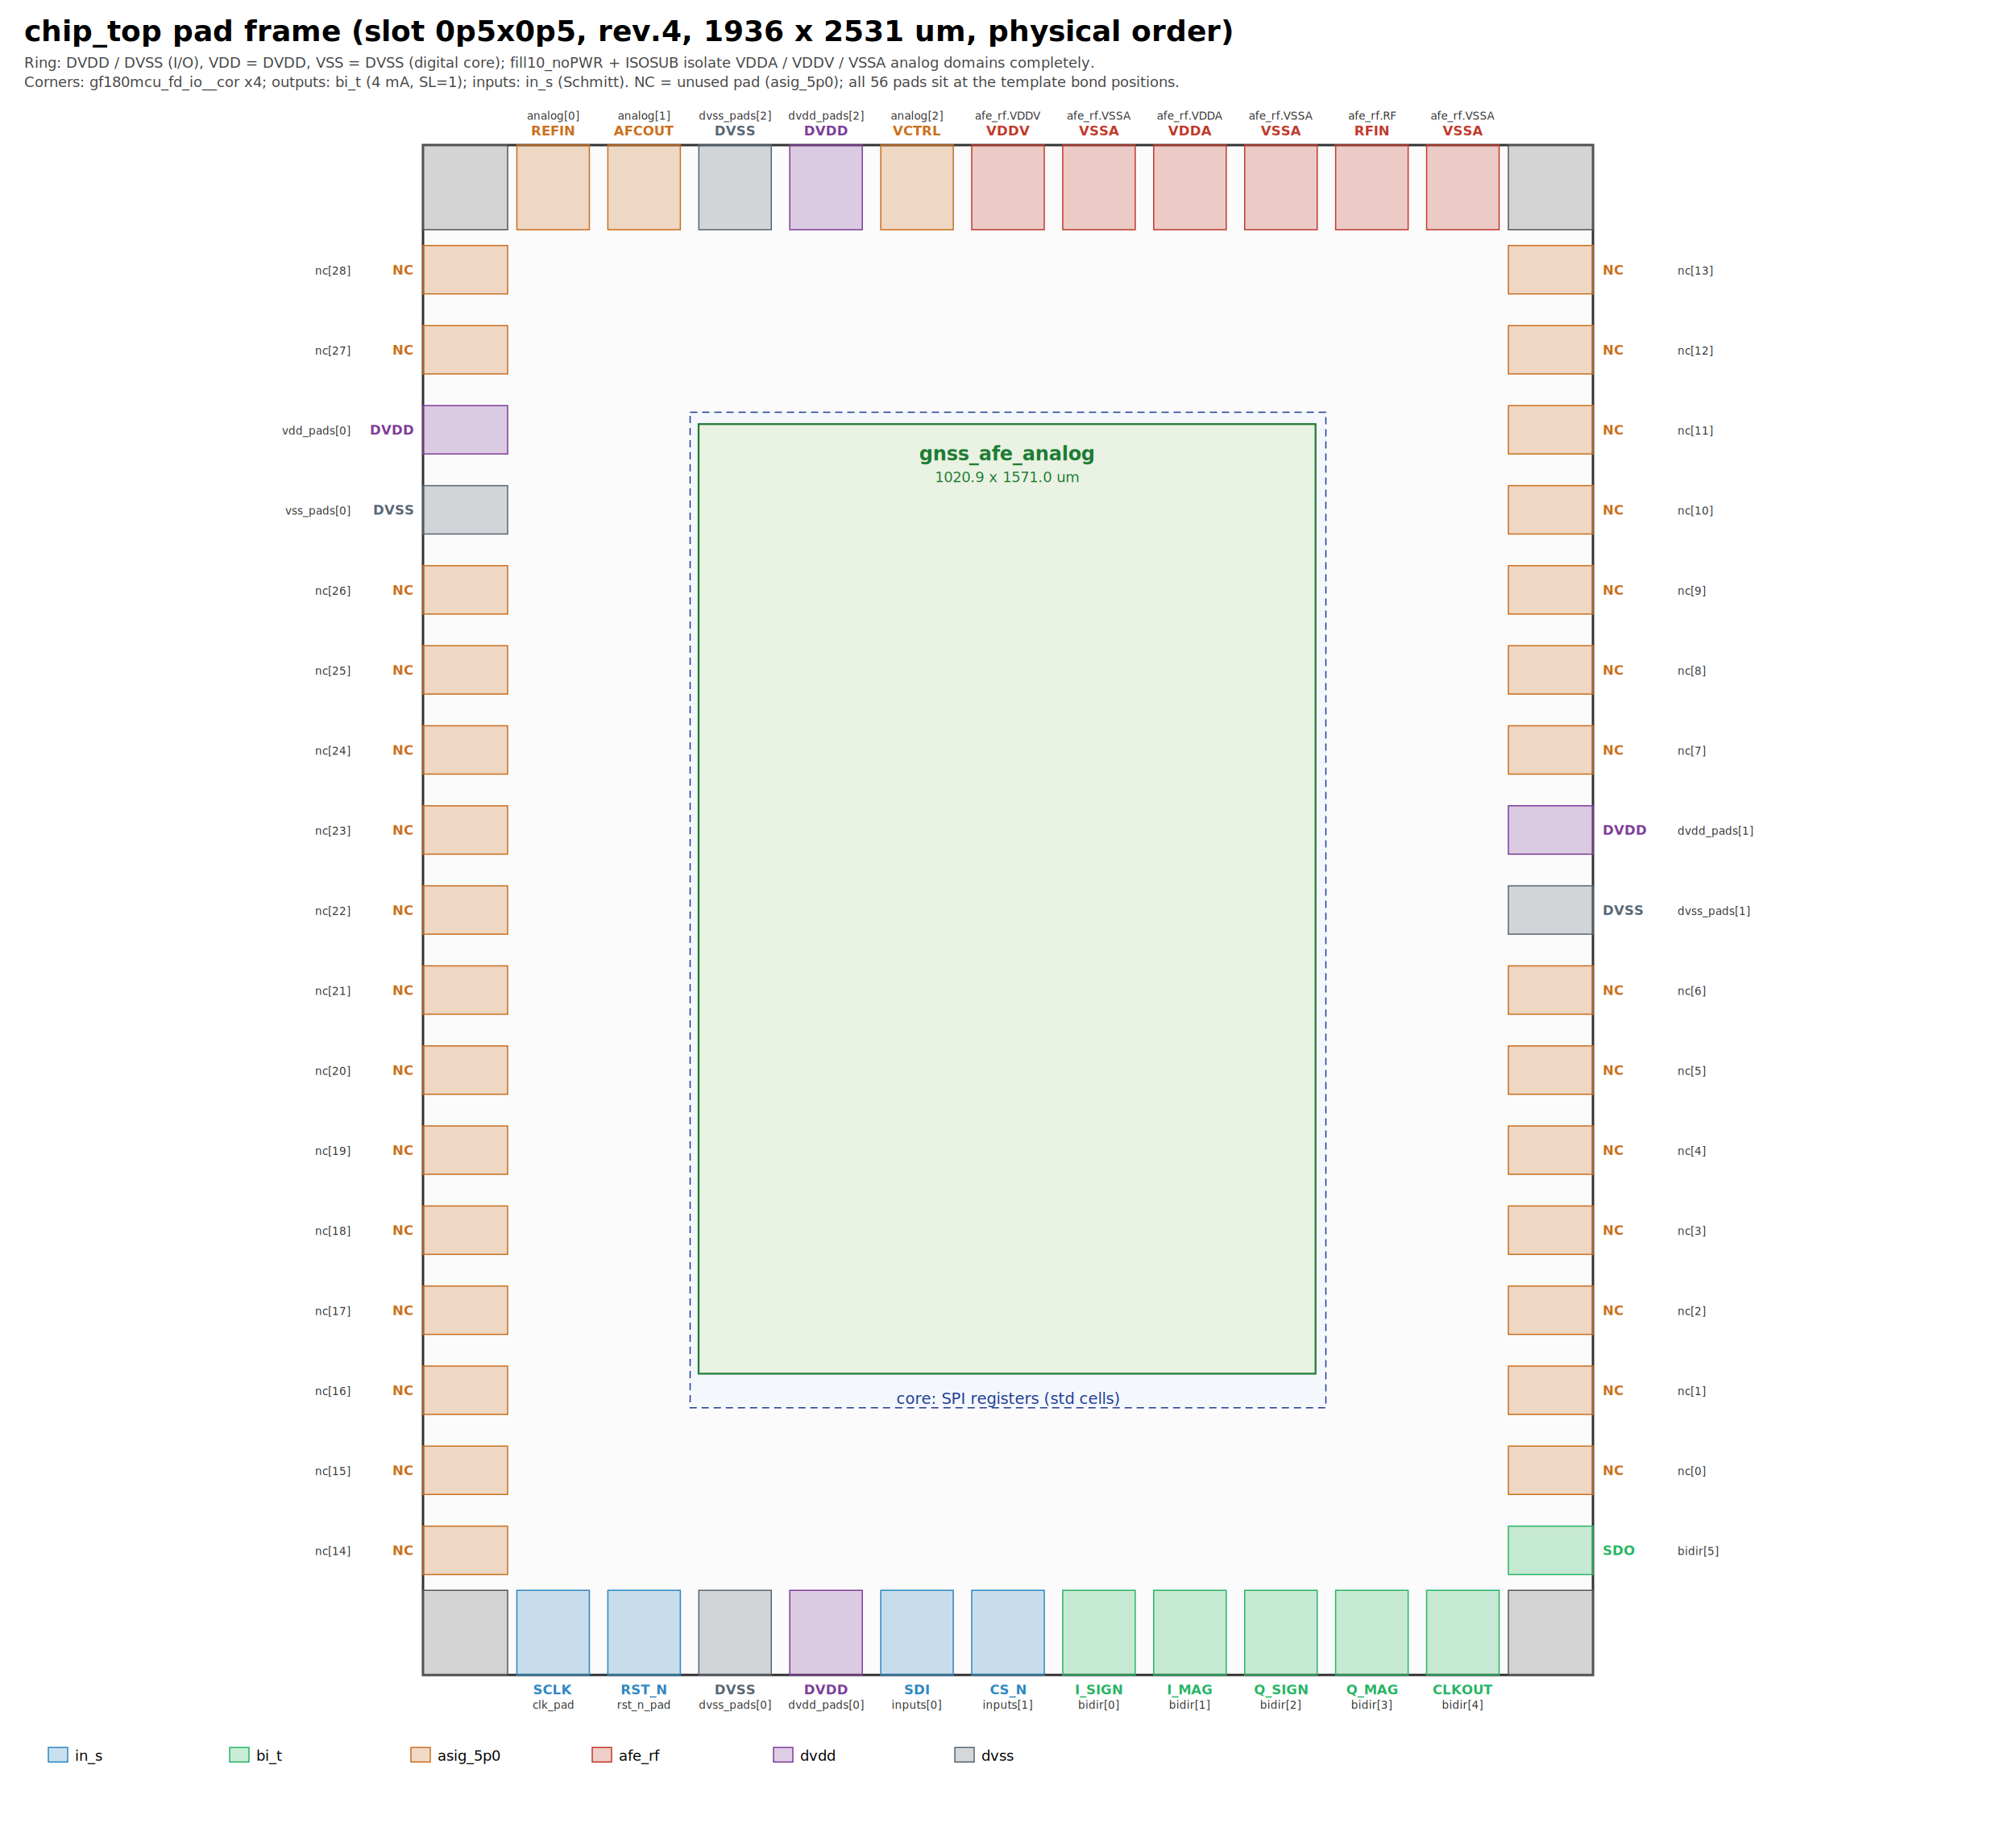 chip_top pad frame (slot 0p5x0p5, rev.4, 1936 x 2531 um, physical order)
Ring: DVDD / DVSS (I/O), VDD = DVDD, VSS = DVSS (digital core); fill10_noPWR + ISOSUB isolate VDDA / VDDV / VSSA analog domains completely.
Corners: gf180mcu_fd_io__cor x4; outputs: bi_t (4 mA, SL=1); inputs: in_s (Schmitt). NC = unused pad (asig_5p0); all 56 pads sit at the template bond positions.
analog[0] analog[1] dvss_pads[2] dvdd_pads[2] analog[2] afe_rf.VDDV afe_rf.VSSA afe_rf.VDDA afe_rf.VSSA afe_rf.RF afe_rf.VSSA
REFIN AFCOUT DVSS DVDD VCTRL VDDV VSSA VDDA VSSA RFIN VSSA
nc[28] NC NC nc[13]
nc[27] NC NC nc[12]
vdd_pads[0] DVDD NC nc[11]
gnss_afe_analog
1020.9 x 1571.0 um
vss_pads[0] DVSS NC nc[10]
nc[26] NC NC nc[9]
nc[25] NC NC nc[8]
nc[24] NC NC nc[7]
nc[23] NC DVDD dvdd_pads[1]
nc[22] NC DVSS dvss_pads[1]
nc[21] NC NC nc[6]
nc[20] NC NC nc[5]
nc[19] NC NC nc[4]
nc[18] NC NC nc[3]
nc[17] NC NC nc[2]
nc[16] NC NC nc[1]
core: SPI registers (std cells)
nc[15] NC NC nc[0]
nc[14] NC SDO bidir[5]
SCLK RST_N DVSS DVDD SDI CS_N I_SIGN I_MAG Q_SIGN Q_MAG CLKOUT
clk_pad rst_n_pad dvss_pads[0] dvdd_pads[0] inputs[0] inputs[1] bidir[0] bidir[1] bidir[2] bidir[3] bidir[4]
in_s bi_t asig_5p0 afe_rf dvdd dvss